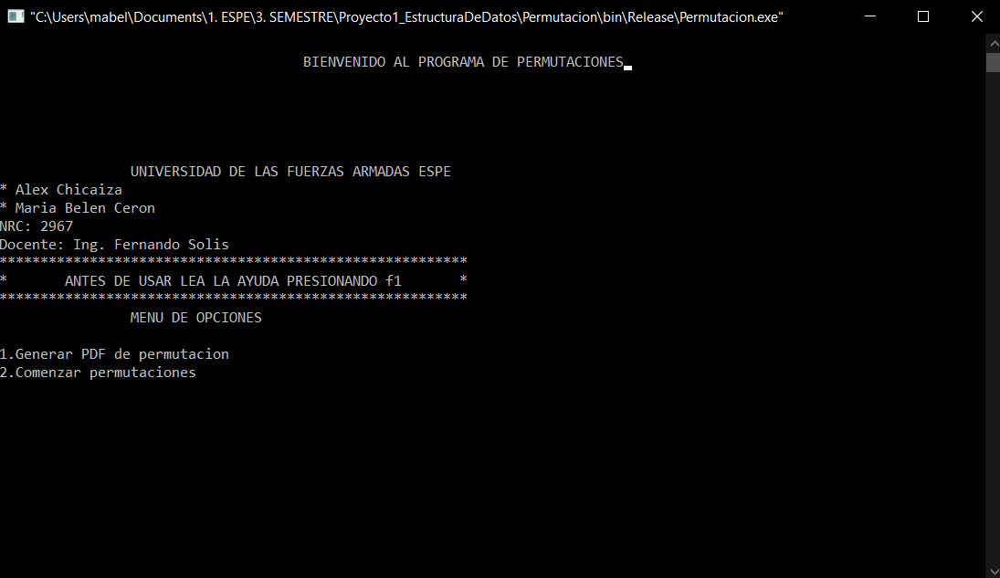 "C:\Users\mabel\Documents\1. ESPE\3. SEMESTRE\Proyecto1_EstructuraDeDatos\Permutacion\bin\Release\Permutacion.exe"
BIENVENIDO AL PROGRAMA DE PERMUTACIONES
UNIVERSIDAD DE LAS FUERZAS ARMADAS ESPE
* Alex Chicaiza
* Maria Belen Ceron
NRC: 2967
Docente: Ing. Fernando Solis
*********************************************************
* ANTES DE USAR LEA LA AYUDA PRESIONANDO f1 *
*********************************************************
MENU DE OPCIONES
1.Generar PDF de permutacion
2.Comenzar permutaciones